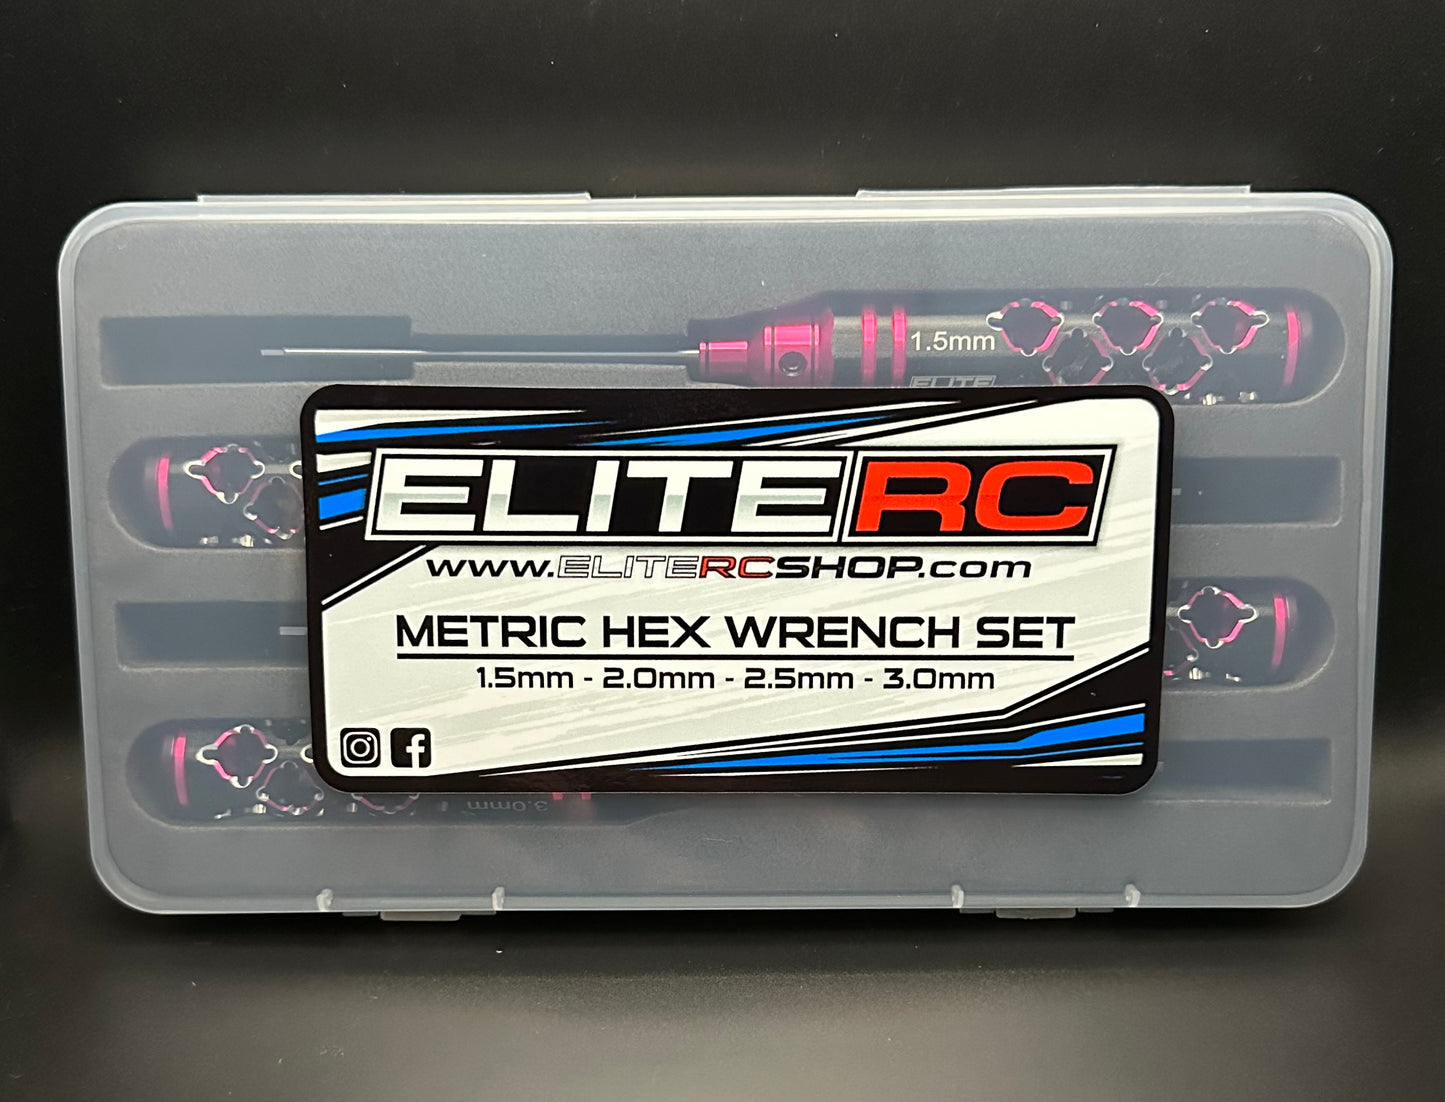 1.5mm
ELITE
ELITERC
www.ELITERCSHOP.com
METRIC HEX WRENCH SET
1.5mm - 2.0mm - 2.5mm - 3.0mm
3.0mm